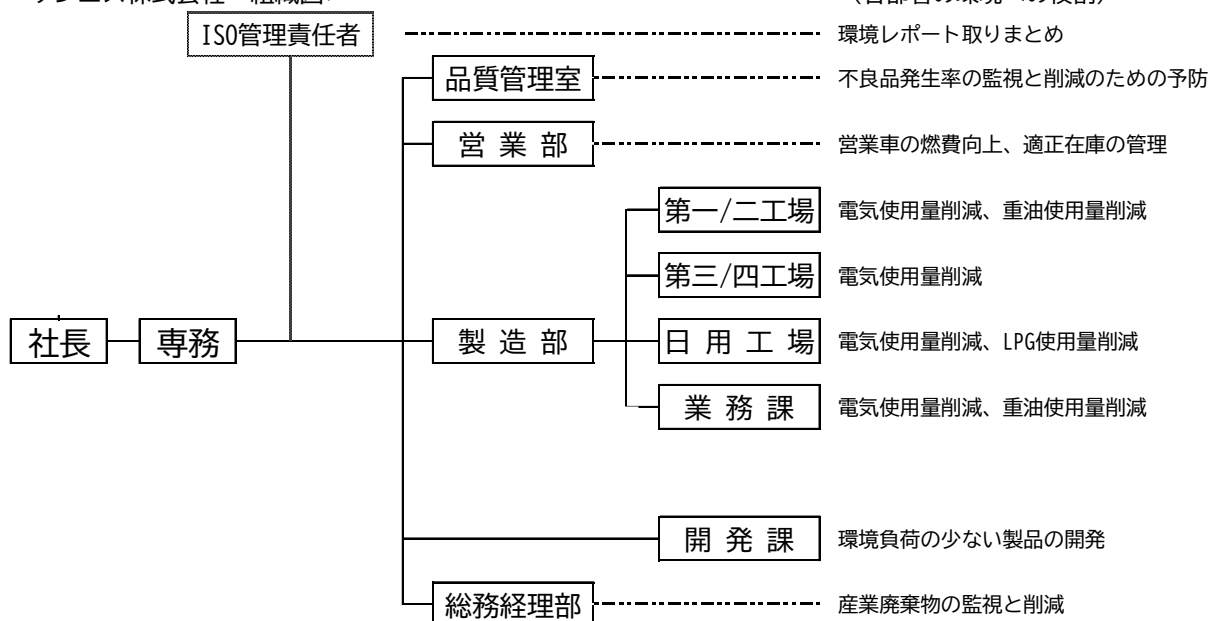 ISO管理責任者 環境レポート取りまとめ
品質管理室 不良品発生率の監視と削減のための予防
営業部 営業車の燃費向上、適正在庫の管理
第一/二工場 電気使用量削減、重油使用量削減
第三/四工場 電気使用量削減
社長 専務 製造部 日用工場 電気使用量削減、LPG使用量削減
業務課 電気使用量削減、重油使用量削減
開発課 環境負荷の少ない製品の開発
総務経理部 産業廃棄物の監視と削減